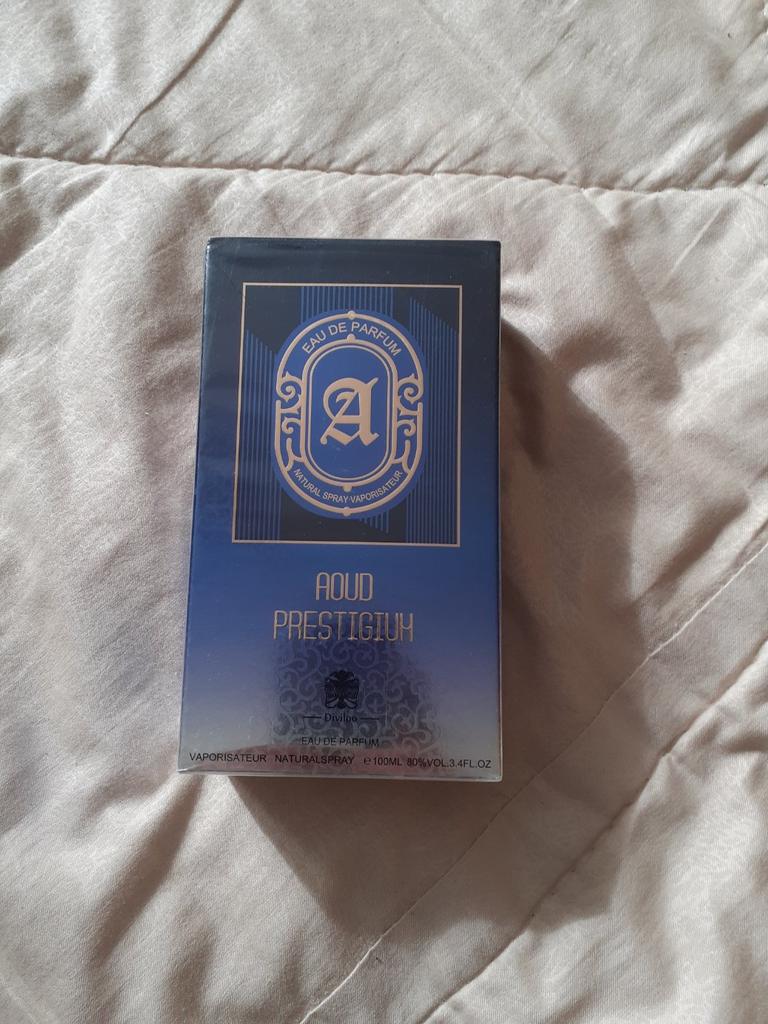 EAU DE PARFUM
A
NATURAL SPRAY·VAPORISATEUR
AOUD
PRESTIGIUM
Diviloo
EAU DE PARFUM
VAPORISATEUR NATURALSPRAY ℮100ML 80%VOL.3.4FL.OZ